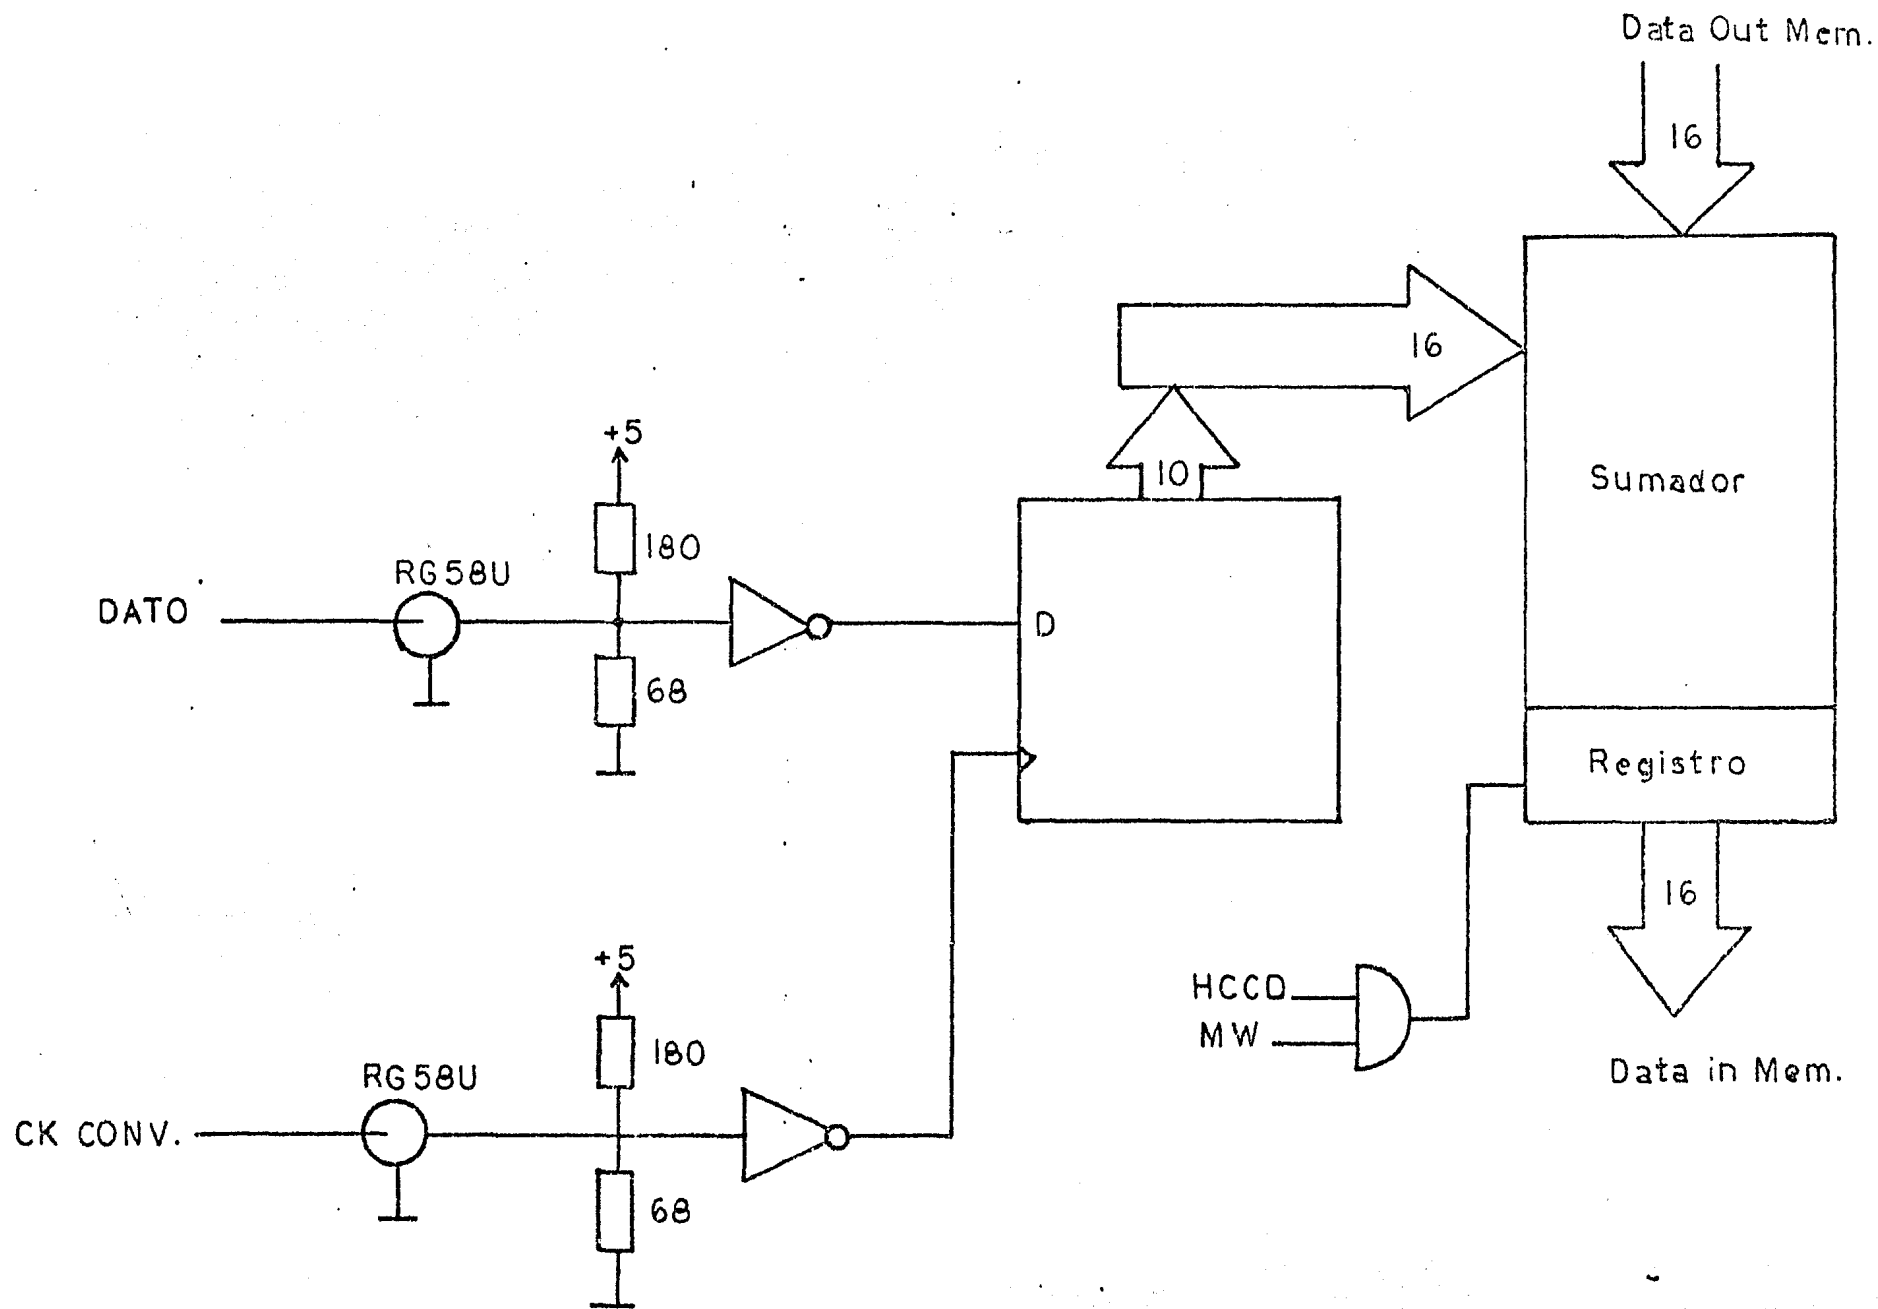 Data Out Mem.
16
16
10
Sumador
+5
180
RG58U
DATO
D
68
Registro
16
+5
HCCD
MW
180
RG58U
Data in Mem.
CK CONV.
68